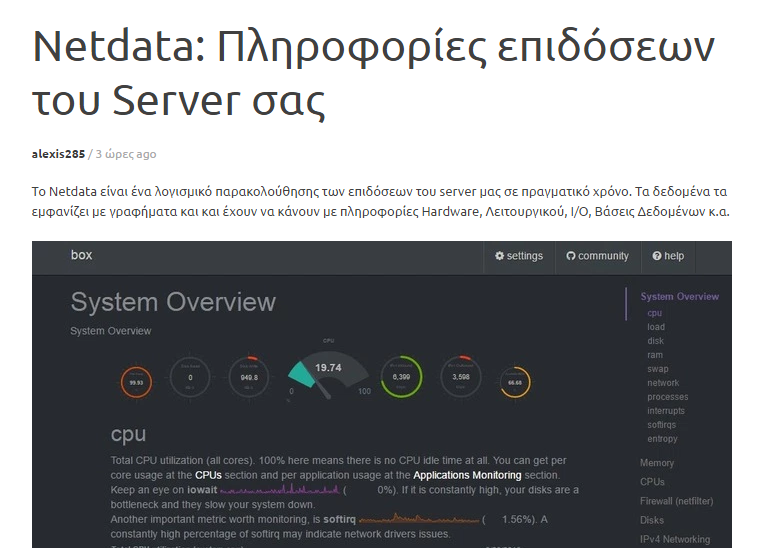 Netdata: Πληροφορίες επιδόσεων
του Server σας
alexis285 / 3 ώρες ago
Το Netdata είναι ένα λογισμικό παρακολούθησης των επιδόσεων του server μας σε πραγματικό χρόνο. Τα δεδομένα τα
εμφανίζει με γραφήματα και και έχουν να κάνουν με πληροφορίες Hardware, Λειτουργικού, I/O, Βάσεις Δεδομένων κ.α.
box
settings
community
help
System Overview
System Overview
CPU
99.93
0
949.8
19.74
0
100
%
6,399
3,598
66.68
System Overview
cpu
load
disk
ram
swap
network
processes
interrupts
softirqs
entropy
Memory
CPUs
Firewall (netfilter)
Disks
IPv4 Networking
cpu
Total CPU utilization (all cores). 100% here means there is no CPU idle time at all. You can get per
core usage at the CPUs section and per application usage at the Applications Monitoring section.
Keep an eye on iowait ( 0%). If it is constantly high, your disks are a
bottleneck and they slow your system down.
Another important metric worth monitoring, is softirq ( 1.56%). A
constantly high percentage of softirq may indicate network drivers issues.